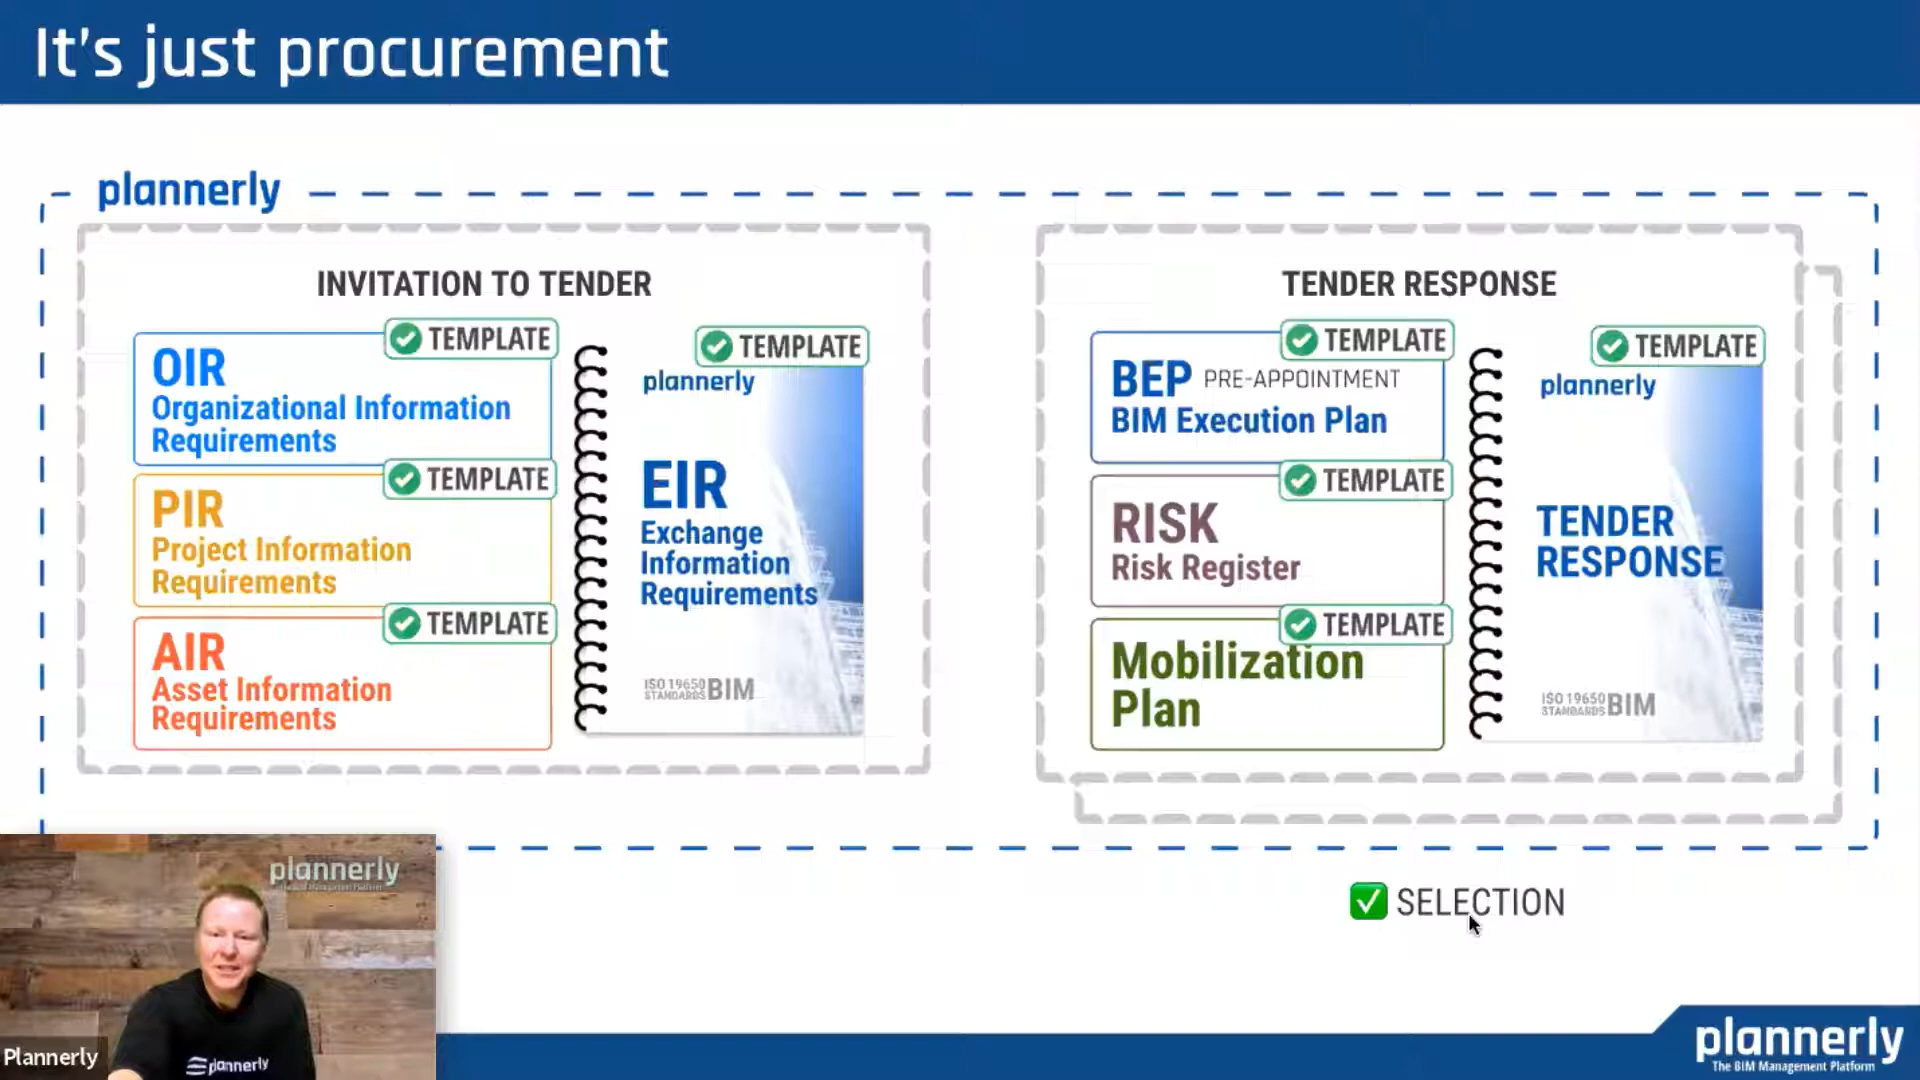 It's just procurement
plannerly
INVITATION TO TENDER
TEMPLATE
OIR
Organizational Information
Requirements
TEMPLATE
PIR
Project Information
Requirements
TEMPLATE
AIR
Asset Information
Requirements
TEMPLATE
plannerly
EIR
Exchange
Information
Requirements
ISO 19650
STANDARDS BIM
TENDER RESPONSE
TEMPLATE
BEP PRE-APPOINTMENT
BIM Execution Plan
TEMPLATE
RISK
Risk Register
TEMPLATE
Mobilization
Plan
TEMPLATE
plannerly
TENDER
RESPONSE
ISO 19650
STANDARDS BIM
SELECTION
plannerly
Plannerly
plannerly
plannerly
The BIM Management Platform